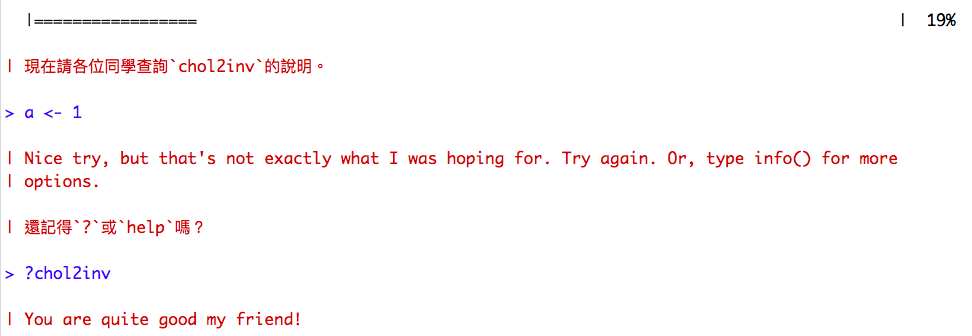 |================= | 19%
| 現在請各位同學查詢`chol2inv`的說明。
> a <- 1
| Nice try, but that's not exactly what I was hoping for. Try again. Or, type info() for more
| options.
| 還記得`?`或`help`嗎？
> ?chol2inv
| You are quite good my friend!